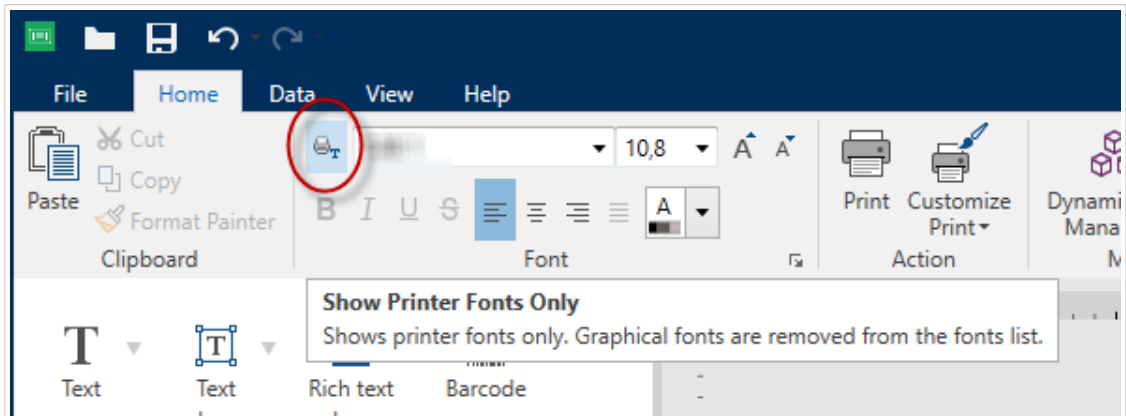 File Home Data View Help
Cut
10,8 A A
Copy
Paste
Print Customize Print
Format Painter
B I U S A
Clipboard Font Action
Show Printer Fonts Only
Shows printer fonts only. Graphical fonts are removed from the fonts list.
T T
Text Text Rich text Barcode